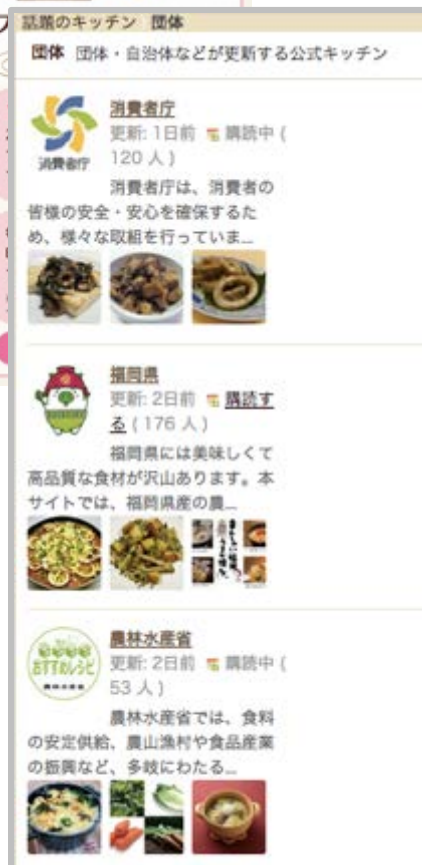 話題のキッチン 団体
団体 団体・自治体などが更新する公式キッチン
消費者庁
更新: 1日前 購読中 (
120 人 )
消費者庁
消費者庁は、消費者の
皆様の安全・安心を確保するた
め、様々な取組を行っていま...
福岡県
更新: 2日前 購読す
る ( 176 人 )
福岡県には美味しくて
高品質な食材が沢山あります。本
サイトでは、福岡県産の農...
農林水産省
更新: 2日前 購読中 (
53 人 )
おすすめレシピ
農林水産省
農林水産省では、食料
の安定供給、農山漁村や食品産業
の振興など、多岐にわたる...